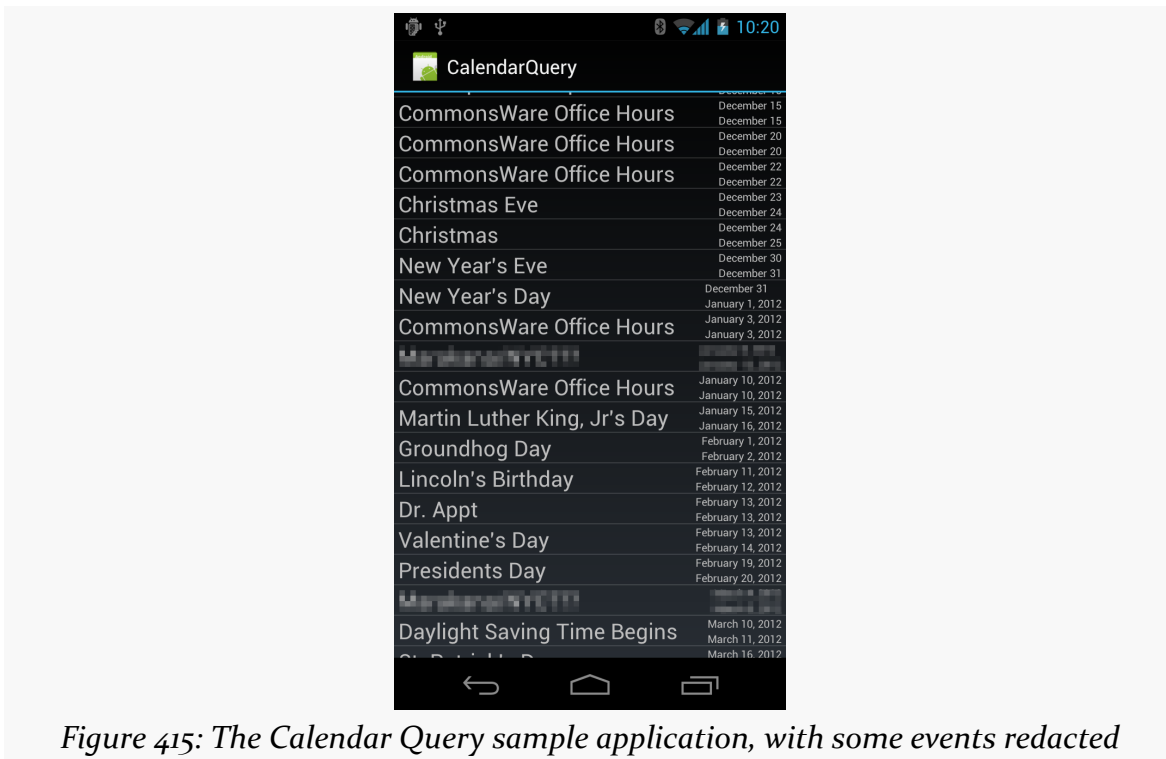 10:20
CalendarQuery
CommonsWare Office Hours
December 15
December 15
CommonsWare Office Hours
December 20
December 20
CommonsWare Office Hours
December 22
December 22
Christmas Eve
December 23
December 24
Christmas
December 24
December 25
New Year's Eve
December 30
December 31
New Year's Day
December 31
January 1, 2012
CommonsWare Office Hours
January 3, 2012
January 3, 2012
CommonsWare Office Hours
January 10, 2012
January 10, 2012
Martin Luther King, Jr's Day
January 15, 2012
January 16, 2012
Groundhog Day
February 1, 2012
February 2, 2012
Lincoln's Birthday
February 11, 2012
February 12, 2012
Dr. Appt
February 13, 2012
February 13, 2012
Valentine's Day
February 13, 2012
February 14, 2012
Presidents Day
February 19, 2012
February 20, 2012
Daylight Saving Time Begins
March 10, 2012
March 11, 2012
March 16, 2012
Figure 415: The Calendar Query sample application, with some events redacted